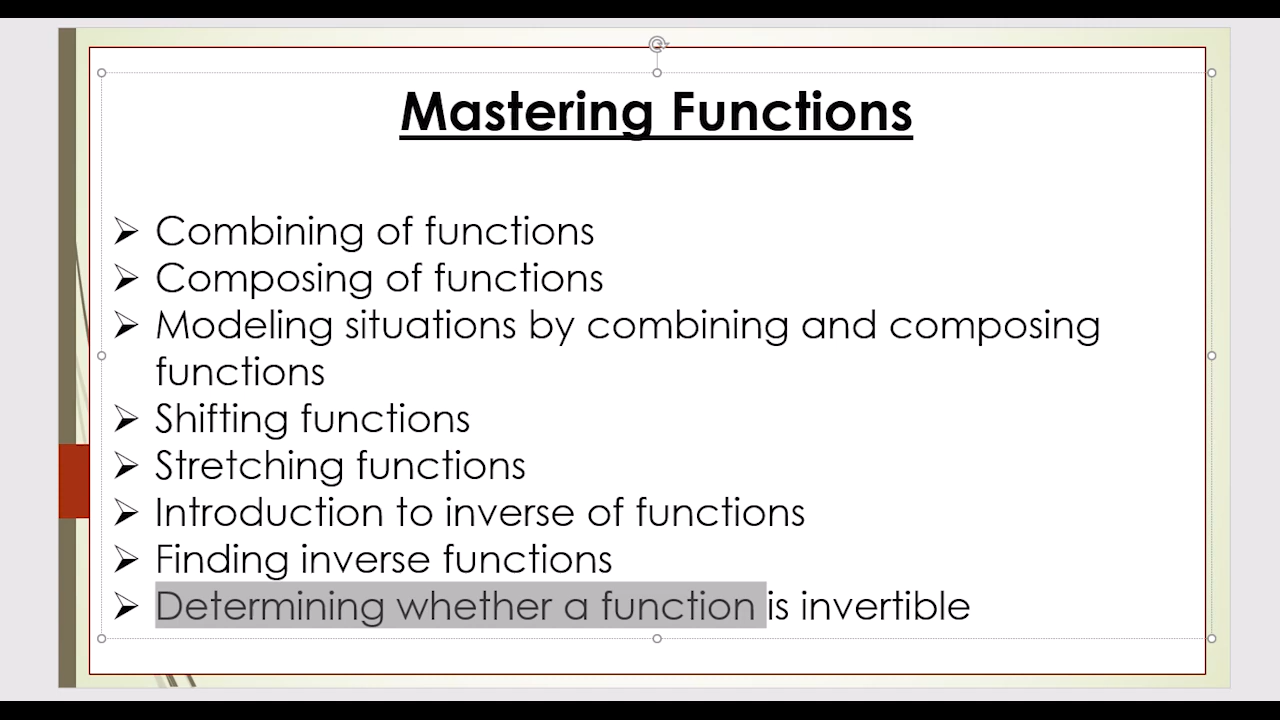 Mastering Functions
➢ Combining of functions
➢ Composing of functions
➢ Modeling situations by combining and composing
functions
➢ Shifting functions
➢ Stretching functions
➢ Introduction to inverse of functions
➢ Finding inverse functions
➢ Determining whether a function is invertible